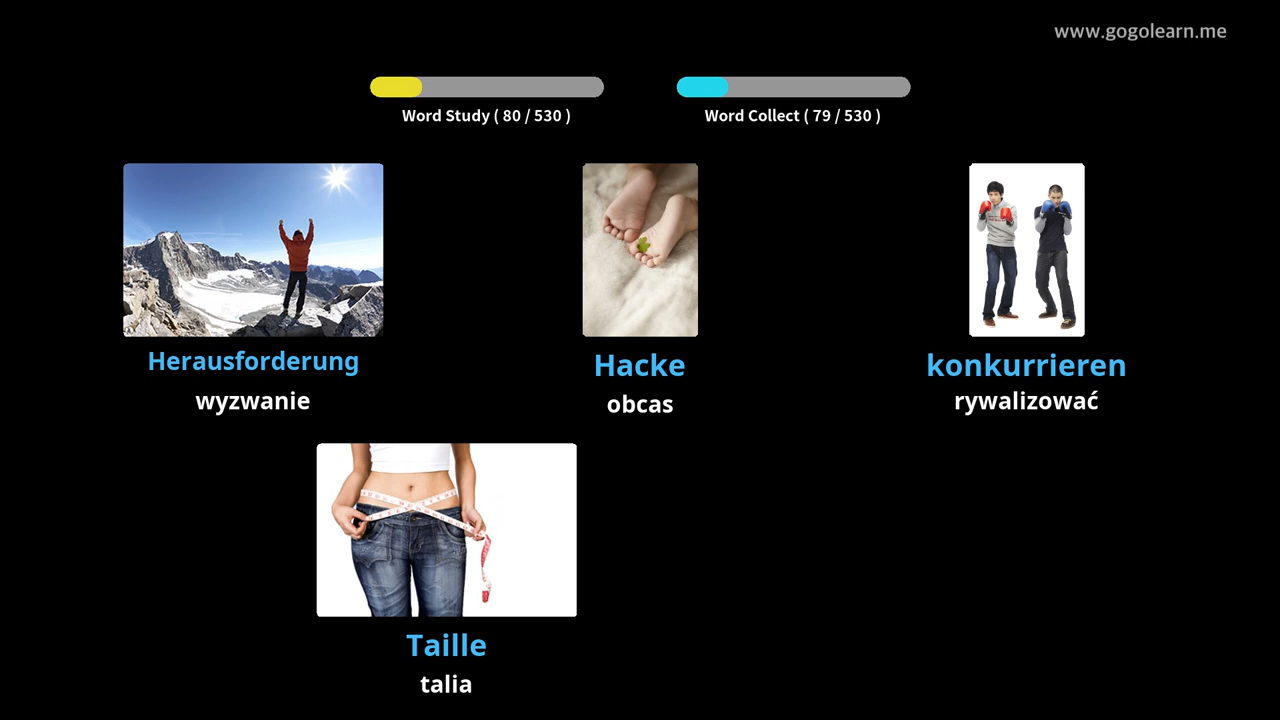 www.gogolearn.me
Word Study ( 80 / 530 )
Word Collect ( 79 / 530 )
Herausforderung
wyzwanie
Hacke
obcas
konkurrieren
rywalizować
Taille
talia